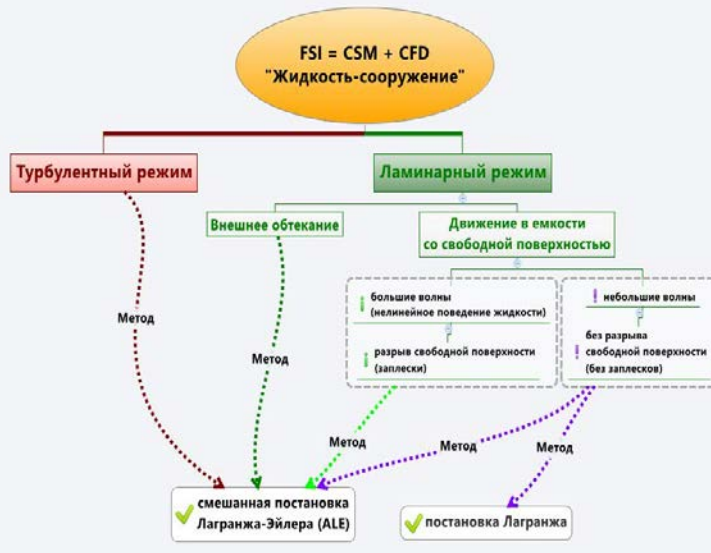 FSI = CSM + CFD
"Жидкость-сооружение"
Турбулентный режим
Ламинарный режим
Внешнее обтекание
Движение в емкости
со свободной поверхностью
большие волны
(нелинейное поведение жидкости)
разрыв свободной поверхности
(заплески)
небольшие волны
без разрыва
свободной поверхности
(без заплесков)
Метод
Метод
Метод
Метод
Метод
смешанная постановка
Лагранжа-Эйлера (ALE)
постановка Лагранжа